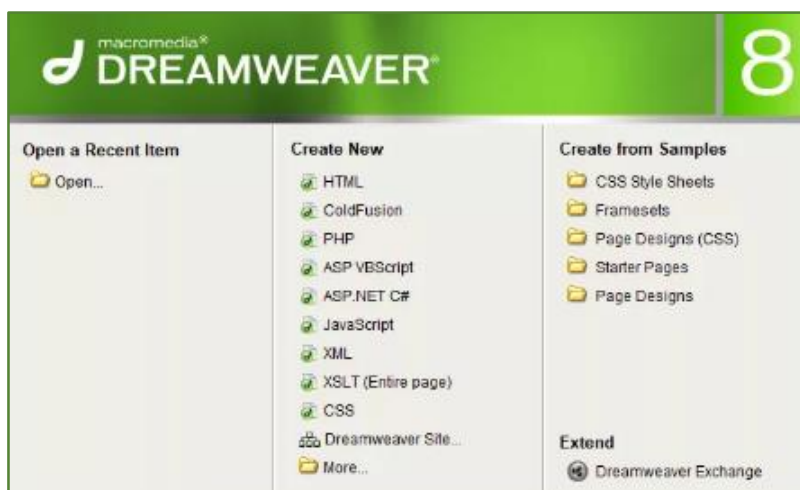 macromedia®
DREAMWEAVER®
8
Open a Recent Item
Open...
Create New
HTML
ColdFusion
PHP
ASP VBScript
ASP.NET C#
JavaScript
XML
XSLT (Entire page)
CSS
Dreamweaver Site...
More...
Create from Samples
CSS Style Sheets
Framesets
Page Designs (CSS)
Starter Pages
Page Designs
Extend
Dreamweaver Exchange